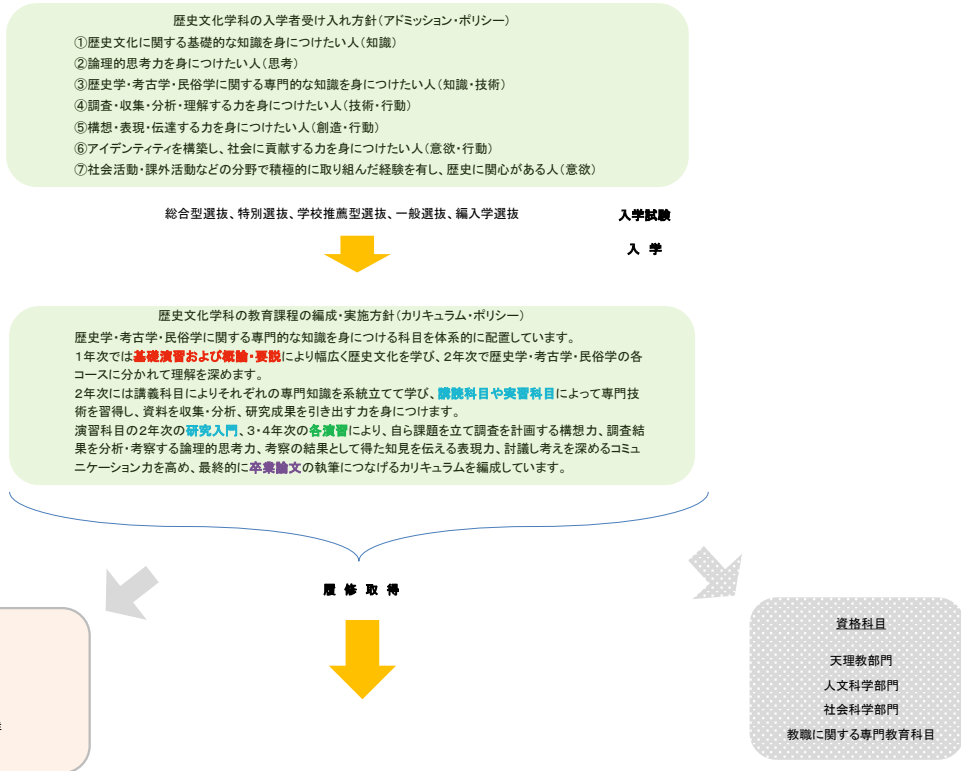 歴史文化学科の入学者受け入れ方針(アドミッション・ポリシー)
①歴史文化に関する基礎的な知識を身につけたい人(知識)
②論理的思考力を身につけたい人(思考)
③歴史学・考古学・民俗学に関する専門的な知識を身につけたい人(知識・技術)
④調査・収集・分析・理解する力を身につけたい人(技術・行動)
⑤構想・表現・伝達する力を身につけたい人(創造・行動)
⑥アイデンティティを構築し、社会に貢献する力を身につけたい人(意欲・行動)
⑦社会活動・課外活動などの分野で積極的に取り組んだ経験を有し、歴史に関心がある人(意欲)
総合型選抜、特別選抜、学校推薦型選抜、一般選抜、編入学選抜
入学試験
入 学
歴史文化学科の教育課程の編成・実施方針(カリキュラム・ポリシー)
歴史学・考古学・民俗学に関する専門的な知識を身につける科目を体系的に配置しています。
1年次では基礎演習および概論・要説により幅広く歴史文化を学び、2年次で歴史学・考古学・民俗学の各
コースに分かれて理解を深めます。
2年次には講義科目によりそれぞれの専門知識を系統立てて学び、講読科目や実習科目によって専門技
術を習得し、資料を収集・分析、研究成果を引き出す力を身につけます。
演習科目の2年次の研究入門、3・4年次の各演習により、自ら課題を立て調査を計画する構想力、調査結
果を分析・考察する論理的思考力、考察の結果として得た知見を伝える表現力、討議し考えを深めるコミュ
ニケーション力を高め、最終的に卒業論文の執筆につなげるカリキュラムを編成しています。
履 修 取 得
資格科目
天理教部門
人文科学部門
社会科学部門
教職に関する専門教育科目